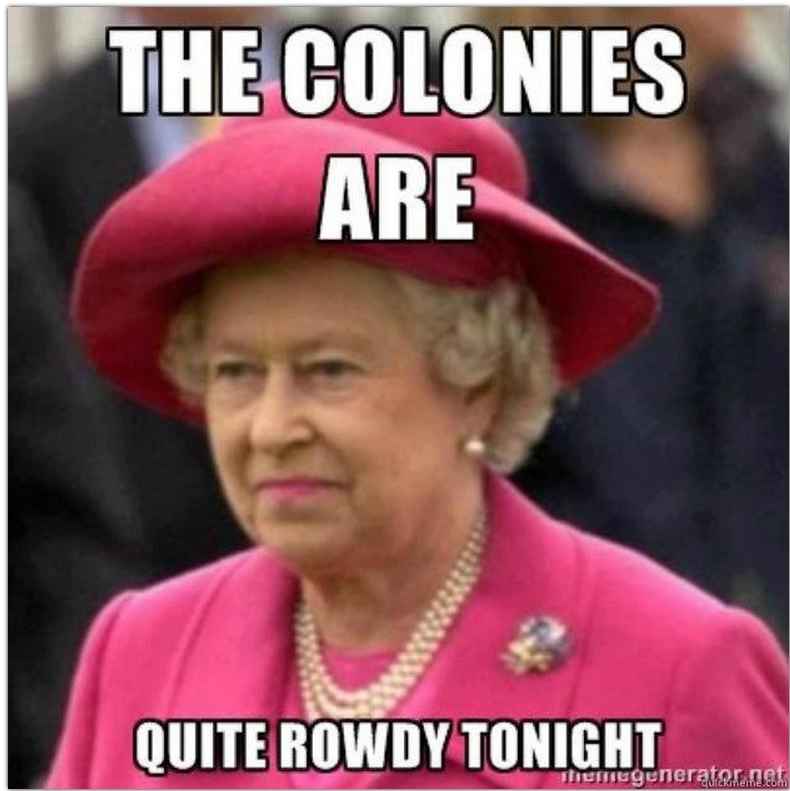 THE COLONIES
ARE
QUITE ROWDY TONIGHT
memegenerator.net
quickmeme.com